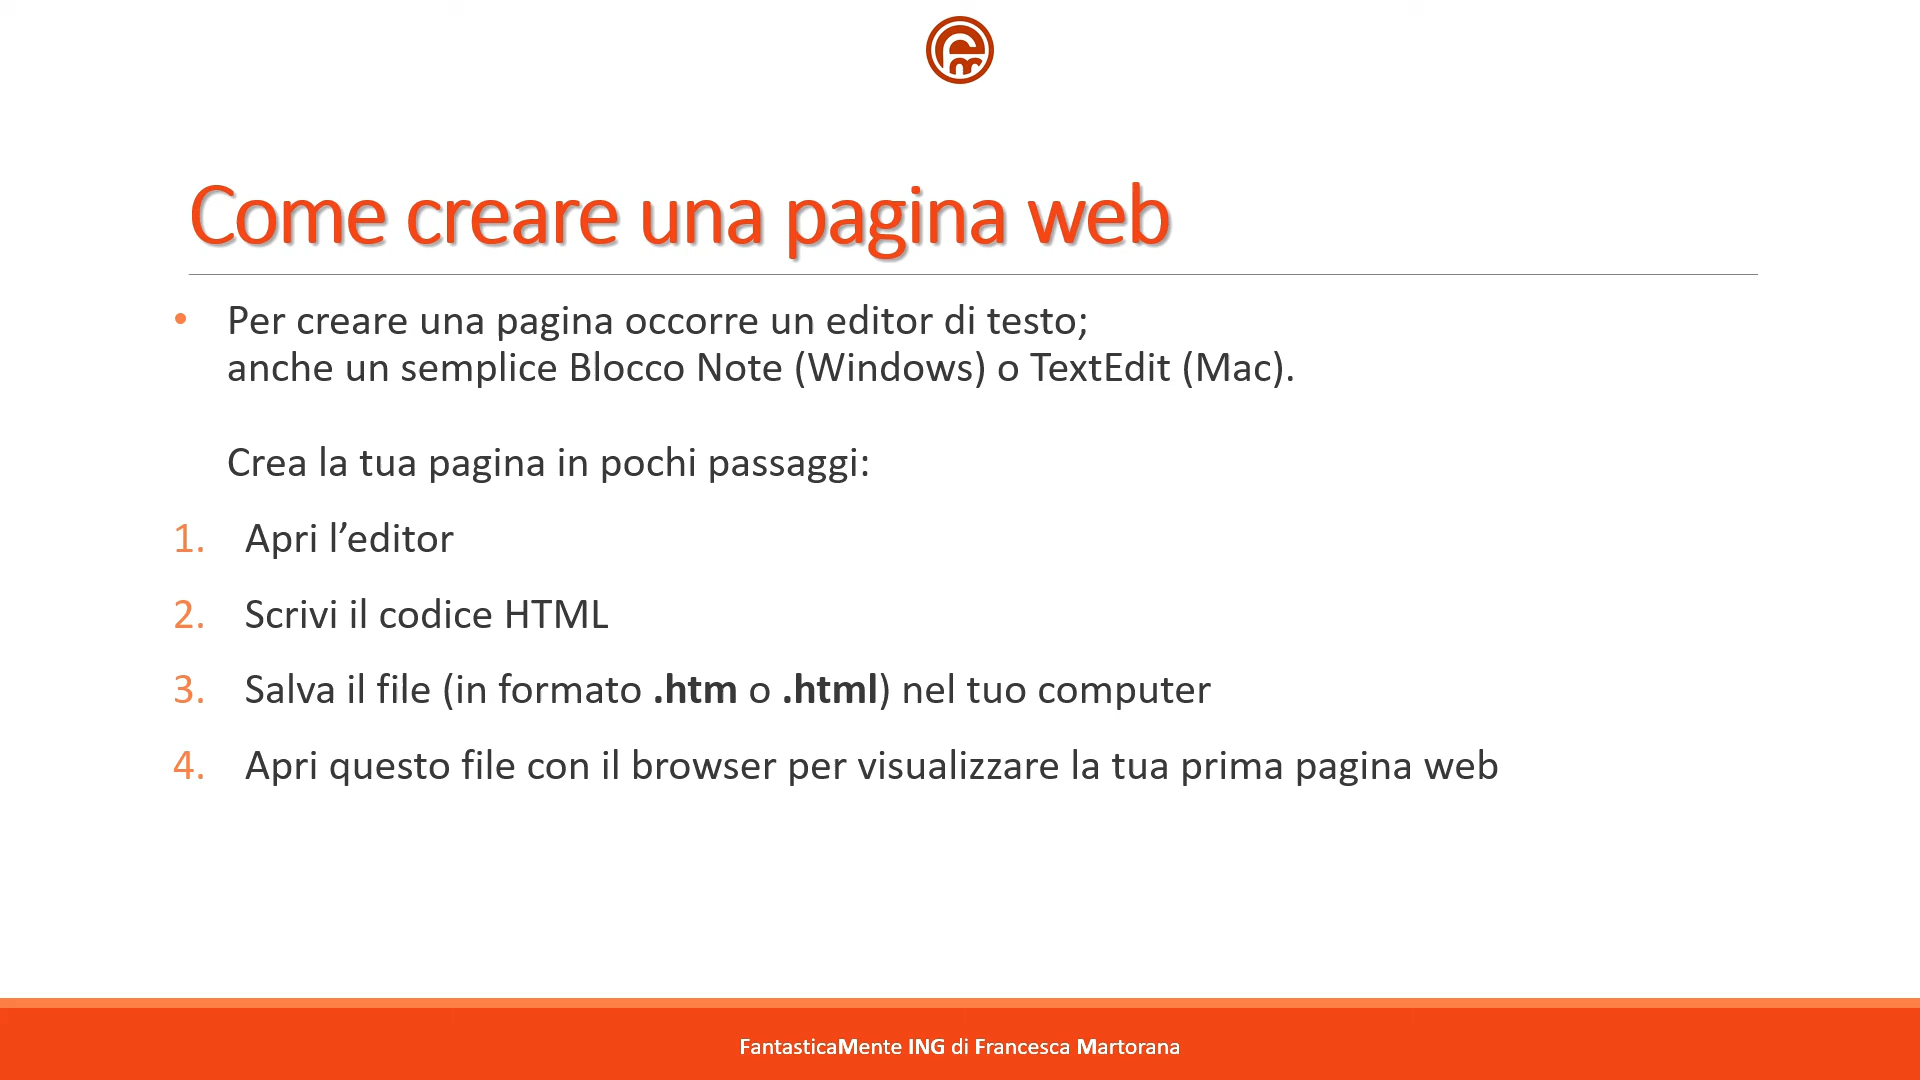 Come creare una pagina web
• Per creare una pagina occorre un editor di testo;
anche un semplice Blocco Note (Windows) o TextEdit (Mac).
Crea la tua pagina in pochi passaggi:
1. Apri l’editor
2. Scrivi il codice HTML
3. Salva il file (in formato .htm o .html) nel tuo computer
4. Apri questo file con il browser per visualizzare la tua prima pagina web
FantasticaMente ING di Francesca Martorana